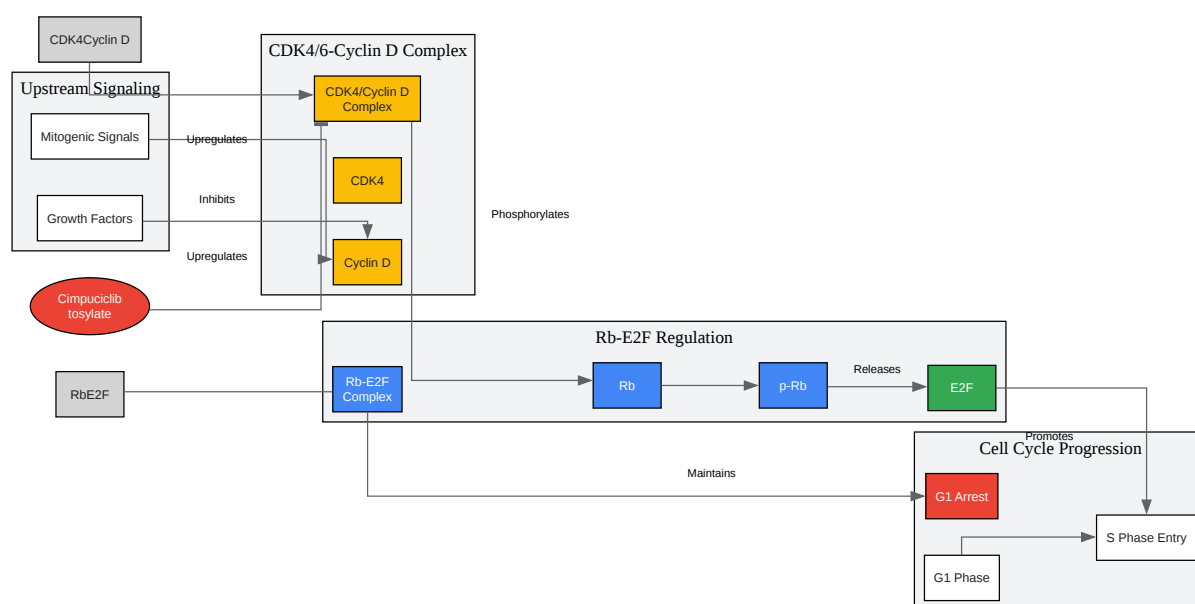 CDK4Cyclin D
CDK4/6-Cyclin D Complex
Upstream Signaling
CDK4/Cyclin D
Complex
Mitogenic Signals
Upregulates
CDK4
Inhibits
Growth Factors
Phosphorylates
Upregulates
Cyclin D
Cimpuciclib
tosylate
Rb-E2F Regulation
RbE2F
Rb-E2F
Complex
Rb
p-Rb
Releases
E2F
Promotes
Cell Cycle Progression
Maintains
G1 Arrest
S Phase Entry
G1 Phase